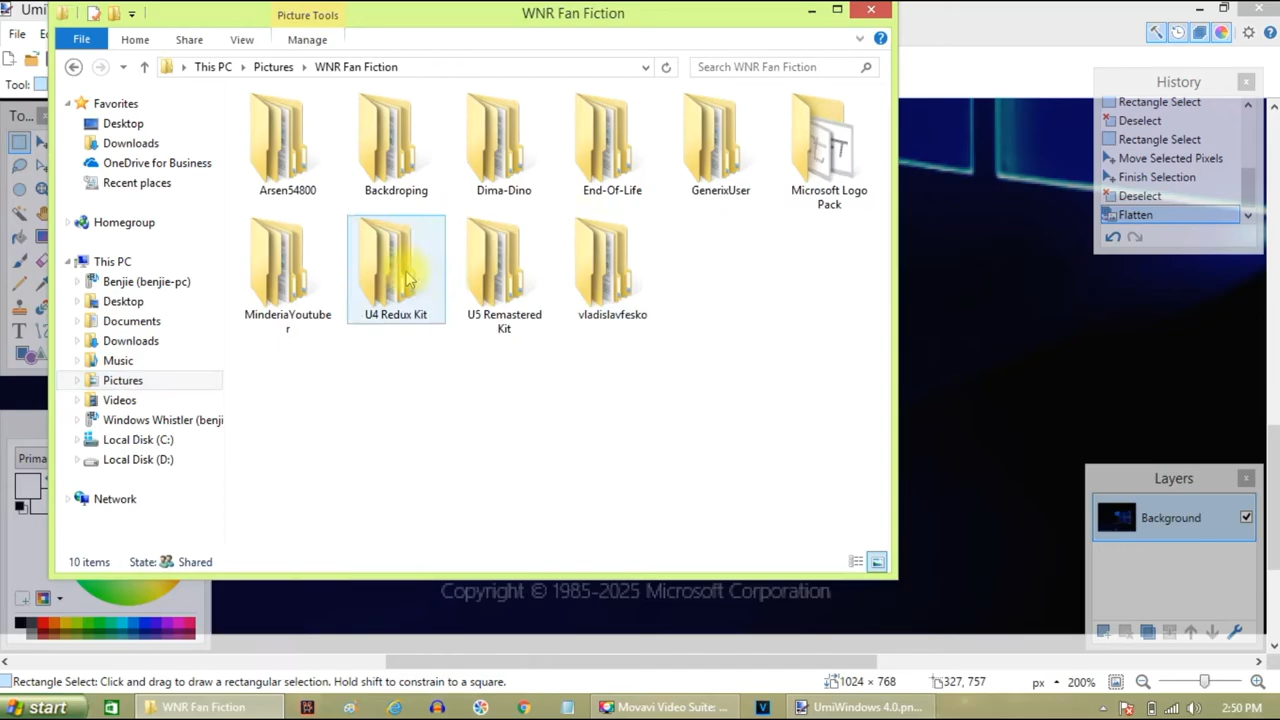 Picture Tools
WNR Fan Fiction
File
Home
Share
View
Manage
This PC
Pictures
WNR Fan Fiction
Search WNR Fan Fiction
Favorites
Desktop
Downloads
OneDrive for Business
Recent places
Homegroup
This PC
Benjie (benjie-pc)
Desktop
Documents
Downloads
Music
Pictures
Videos
Windows Whistler (benji
Local Disk (C:)
Local Disk (D:)
Network
Arsen54800
Backdroping
Dima-Dino
End-Of-Life
GenerixUser
Microsoft Logo
Pack
MinderiaYoutube
r
U4 Redux Kit
U5 Remastered
Kit
vladislavfesko
10 items
State:
Shared
Umi
File
Tool:
To...
Prima
History
Rectangle Select
Deselect
Rectangle Select
Move Selected Pixels
Finish Selection
Deselect
Flatten
Layers
Background
Copyright © 1985-2025 Microsoft Corporation
Rectangle Select: Click and drag to draw a rectangular selection. Hold shift to constrain to a square.
1024 × 768
327, 757
px
200%
start
WNR Fan Fiction
Movavi Video Suite: ...
UmiWindows 4.0.pn...
2:50 PM